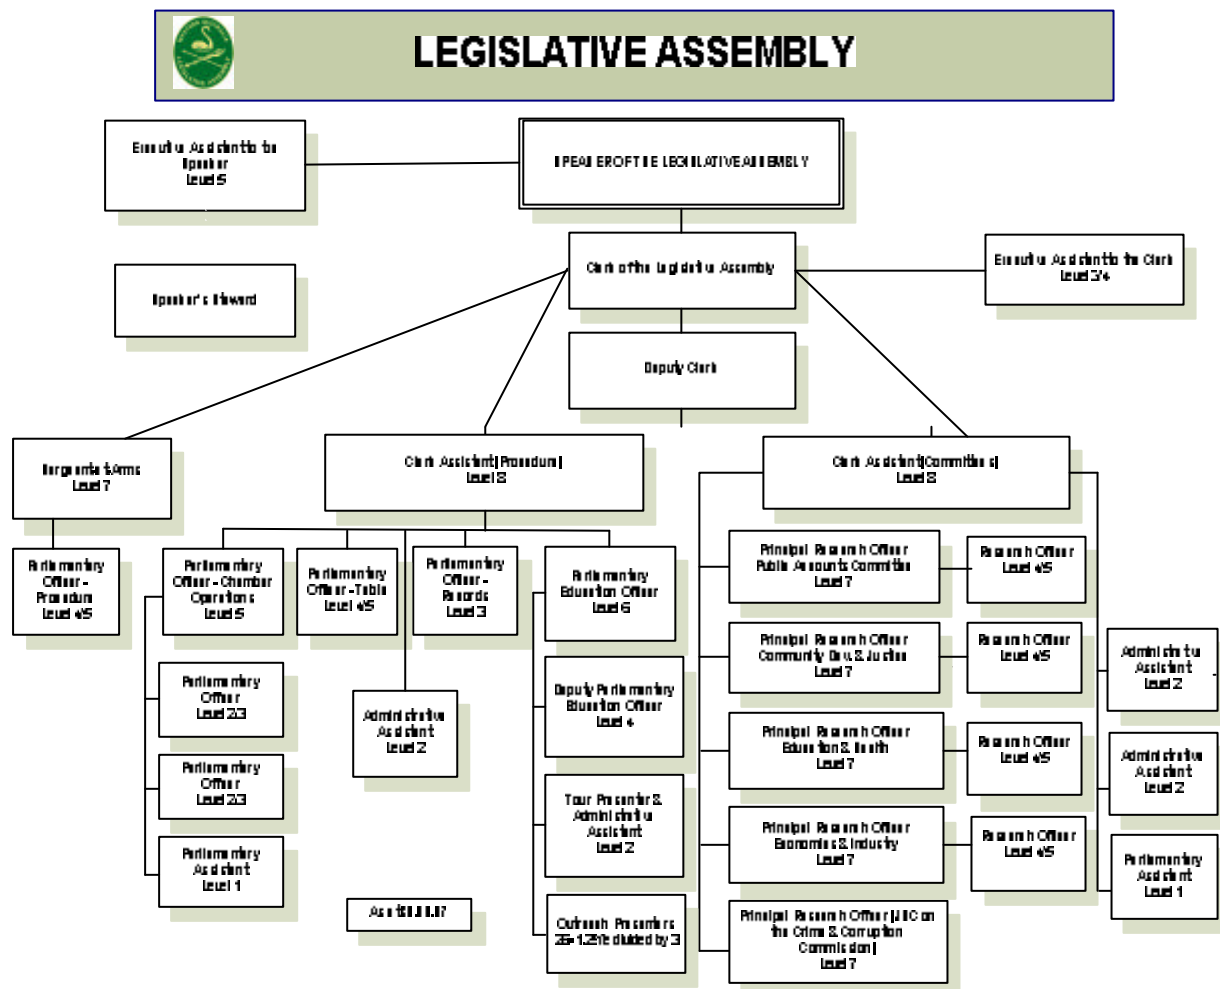 LEGISLATIVE ASSEMBLY
Executive Assistant to the
Speaker
Level 5
SPEAKER OF THE LEGISLATIVE ASSEMBLY
Clerk of the Legislative Assembly
Executive Assistant to the Clerk
Level 3/4
Speaker's Steward
Deputy Clerk
Sergeant-at-Arms
Level 7
Clerk Assistant (Procedure)
Level 8
Clerk Assistant (Committees)
Level 8
Parliamentary
Officer -
Procedure
Level 4/5
Parliamentary
Officer - Chamber
Operations
Level 5
Parliamentary
Officer - Table
Level 4/5
Parliamentary
Officer -
Records
Level 3
Parliamentary
Education Officer
Level 6
Principal Research Officer
Public Accounts Committee
Level 7
Research Officer
Level 4/5
Principal Research Officer
Community Dev. & Justice
Level 7
Research Officer
Level 4/5
Administrative
Assistant
Level 2
Parliamentary
Officer
Level 2/3
Administrative
Assistant
Level 2
Deputy Parliamentary
Education Officer
Level 4
Principal Research Officer
Education & Health
Level 7
Research Officer
Level 4/5
Administrative
Assistant
Level 2
Parliamentary
Officer
Level 2/3
Tour Presenter &
Administrative
Assistant
Level 2
Principal Research Officer
Economics & Industry
Level 7
Research Officer
Level 4/5
Parliamentary
Assistant
Level 1
Parliamentary
Assistant
Level 1
As of
Outreach Presenters
divided by 3
Principal Research Officer (JSC on
the Crime & Corruption
Commission)
Level 7